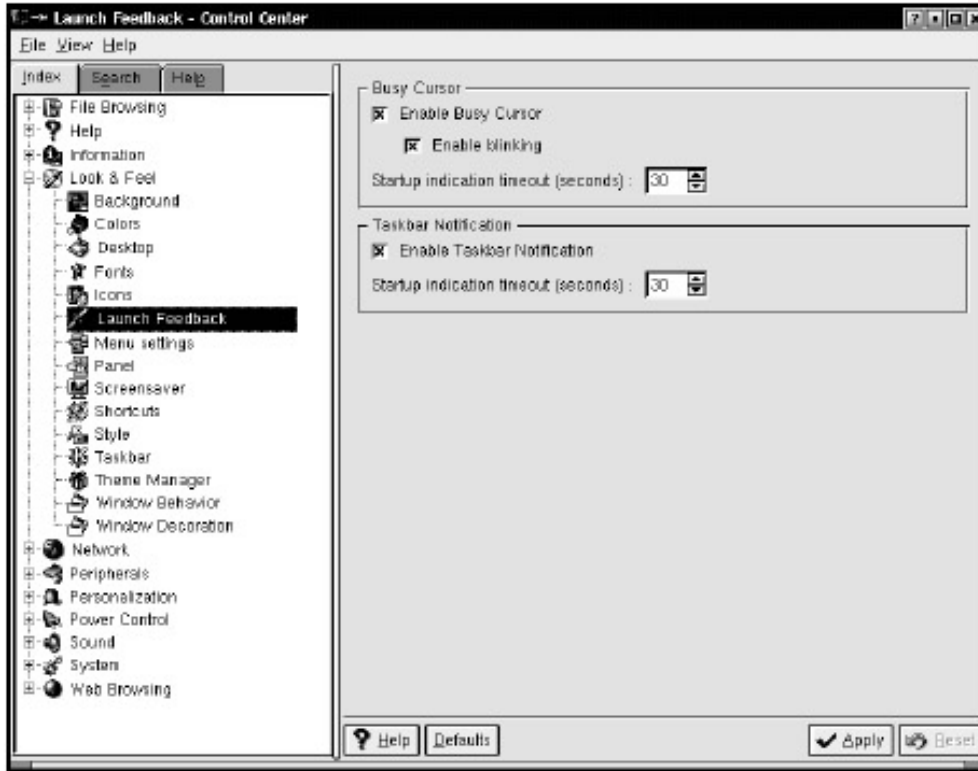 Launch Feedback - Control Center
File View Help
Index Search Help
File Browsing
Help
Information
Look & Feel
Background
Colors
Desktop
Fonts
Icons
Launch Feedback
Menu settings
Panel
Screensaver
Shortcuts
Style
Taskbar
Theme Manager
Window Behavior
Window Decoration
Network
Peripherals
Personalization
Power Control
Sound
System
Web Browsing
Busy Cursor
Enable Busy Cursor
Enable blinking
Startup indication timeout (seconds) : 30
Taskbar Notification
Enable Taskbar Notification
Startup indication timeout (seconds) : 30
Help Defaults Apply Reset